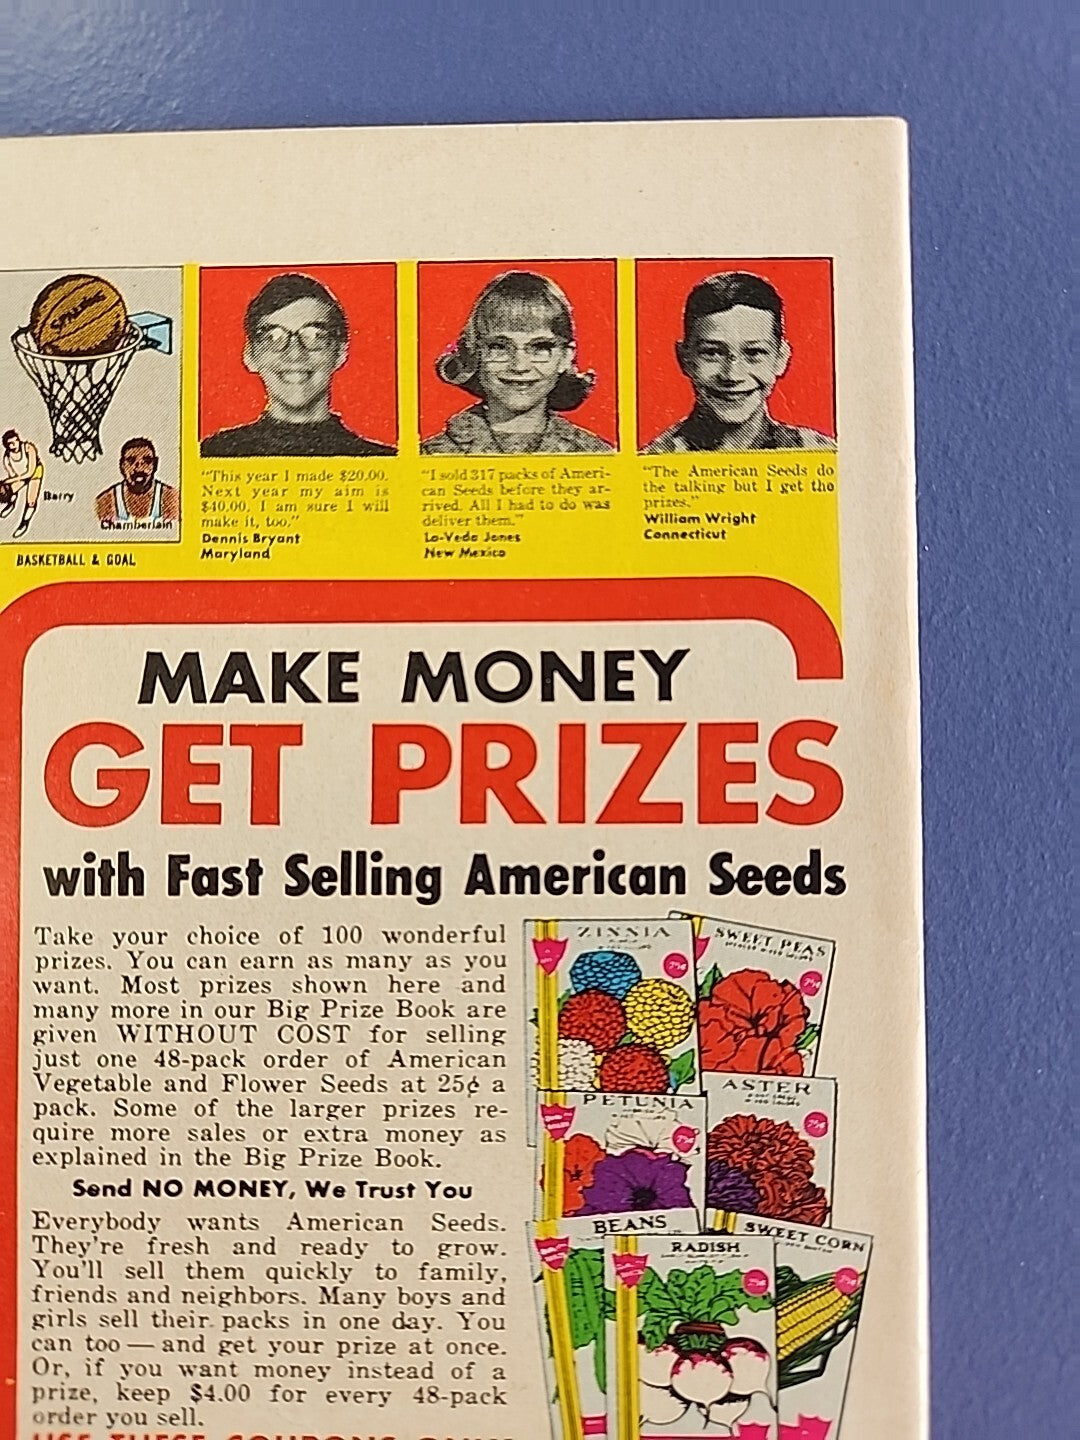 Spalding
Barry
Chamberlain
BASKETBALL & GOAL
"This year I made $20.00.
Next year my aim is
$40.00. I am sure I will
make it, too."
Dennis Bryant
Maryland
"I sold 317 packs of Ameri-
can Seeds before they ar-
rived. All I had to do was
deliver them."
La-Veda Jones
New Mexico
"The American Seeds do
the talking but I get the
prizes."
William Wright
Connecticut
MAKE MONEY
GET PRIZES
with Fast Selling American Seeds
Take your choice of 100 wonderful
prizes. You can earn as many as you
want. Most prizes shown here and
many more in our Big Prize Book are
given WITHOUT COST for selling
just one 48-pack order of American
Vegetable and Flower Seeds at 25¢ a
pack. Some of the larger prizes re-
quire more sales or extra money as
explained in the Big Prize Book.
Send NO MONEY, We Trust You
Everybody wants American Seeds.
They're fresh and ready to grow.
You'll sell them quickly to family,
friends and neighbors. Many boys and
girls sell their packs in one day. You
can too — and get your prize at once.
Or, if you want money instead of a
prize, keep $4.00 for every 48-pack
order you sell.
ZINNIA
25¢
SWEET PEAS
25¢
PETUNIA
25¢
ASTER
25¢
BEANS
RADISH
25¢
SWEET CORN
25¢